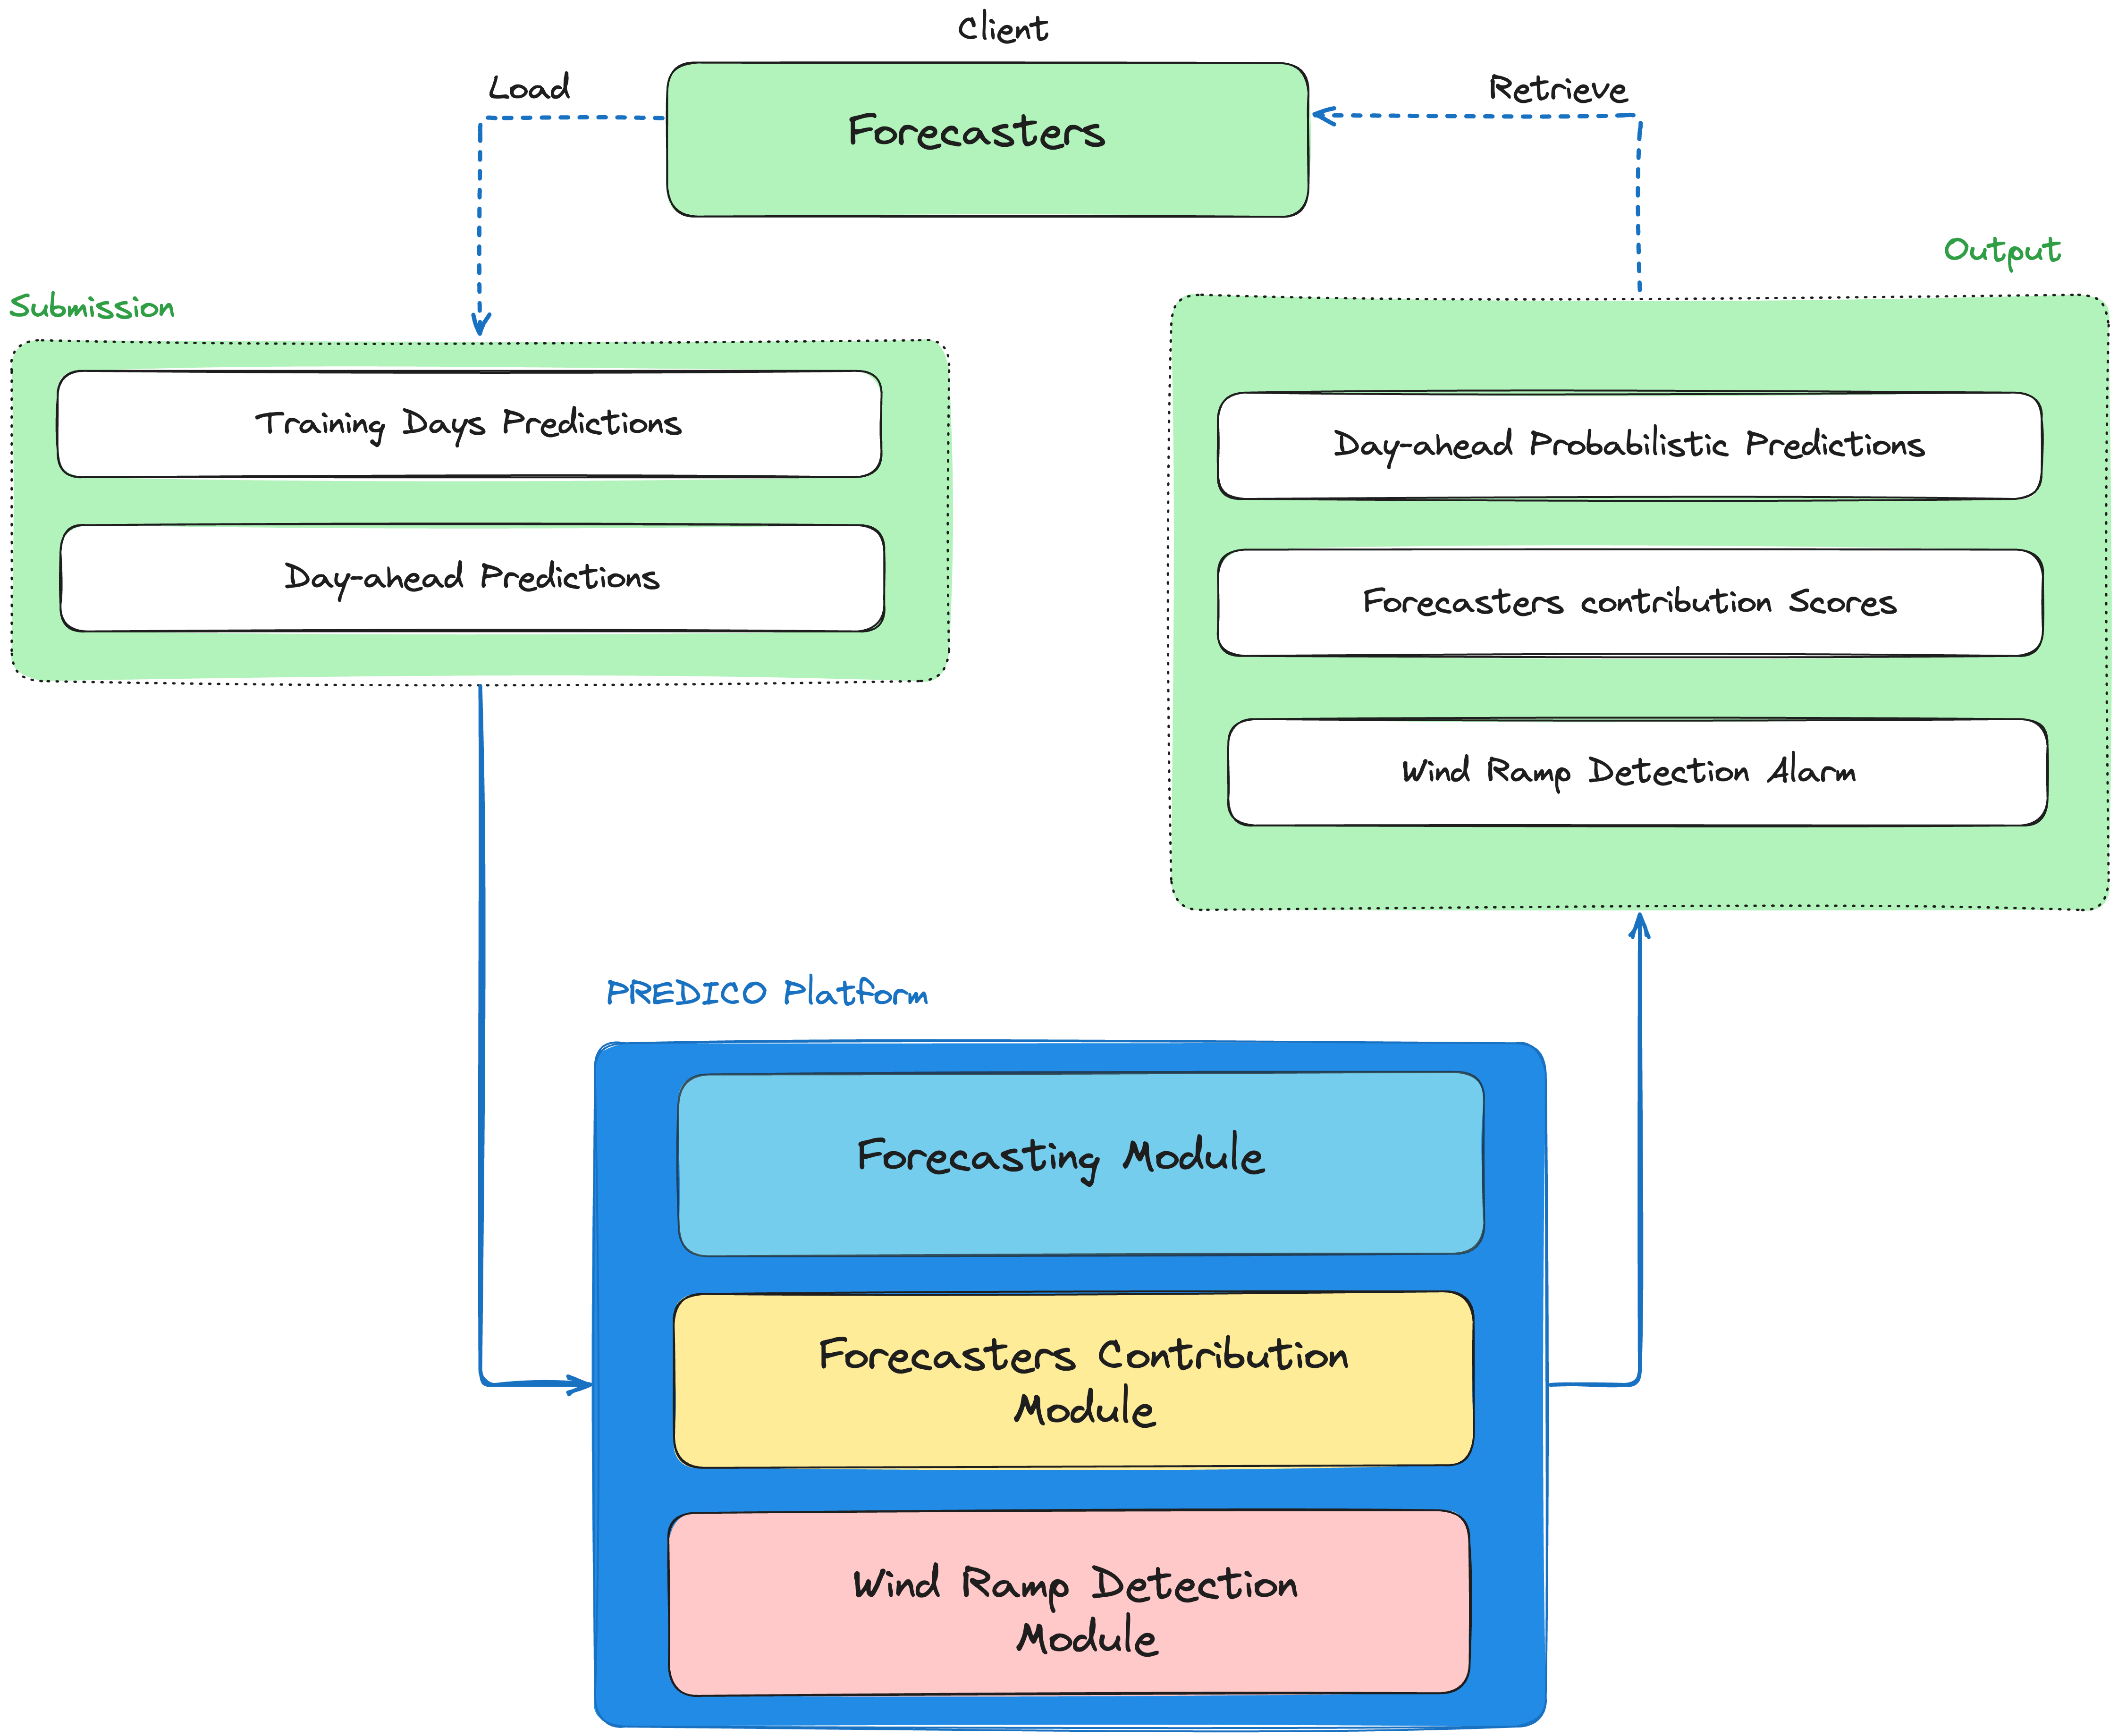 Client
Load
Retrieve
Forecasters
Output
Submission
Training Days Predictions
Day-ahead Predictions
Day-ahead Probabilistic Predictions
Forecasters contribution Scores
Wind Ramp Detection Alarm
PREDICO Platform
Forecasting Module
Forecasters Contribution
Module
Wind Ramp Detection
Module